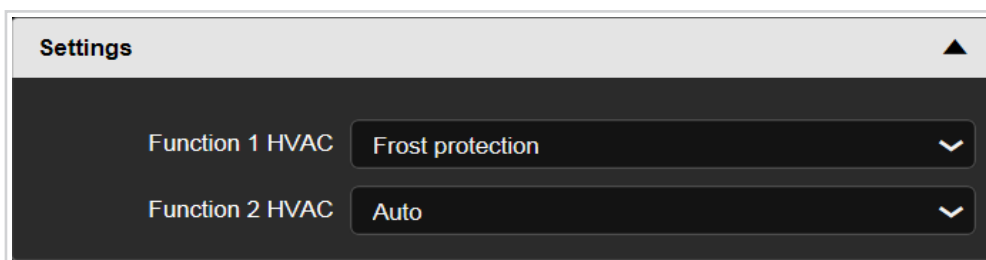 Settings
Function 1 HVAC Frost protection
Function 2 HVAC Auto